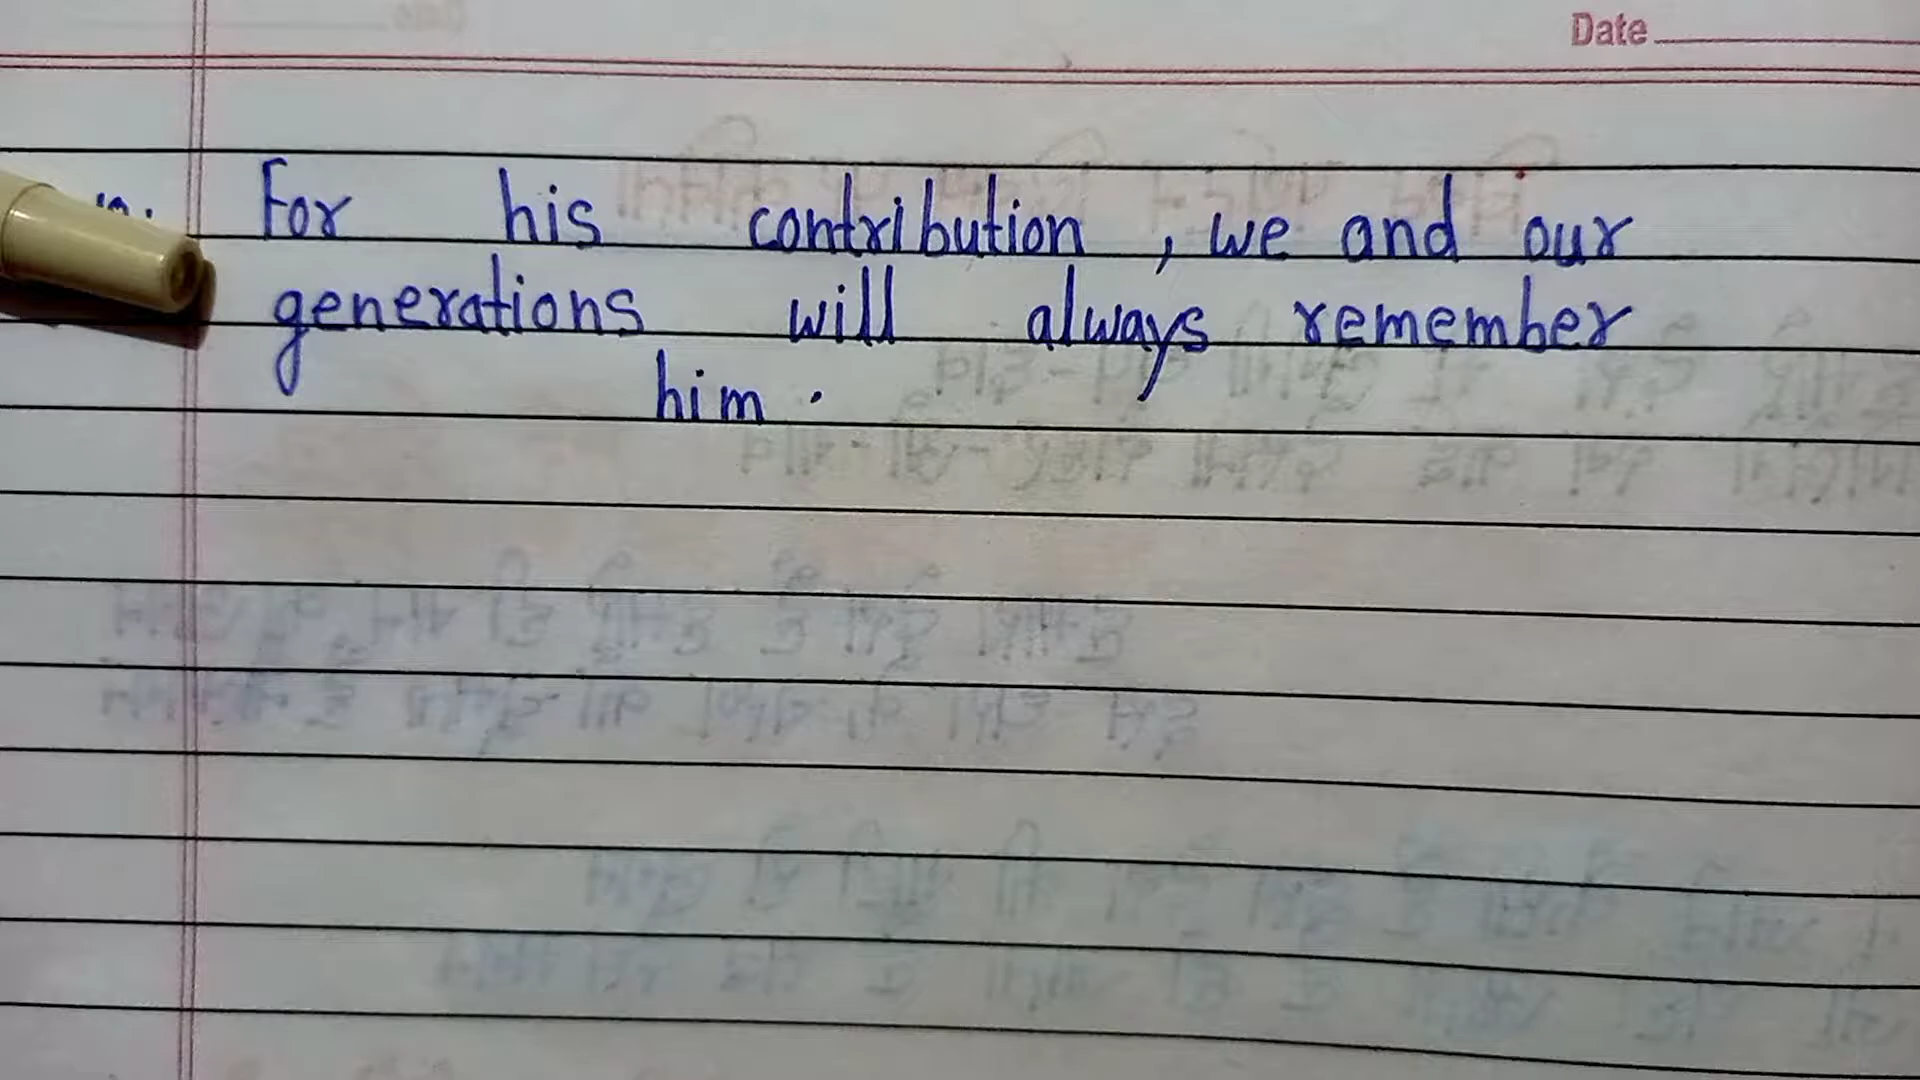 Date
For his contribution , we and our
generations will always remember
him .